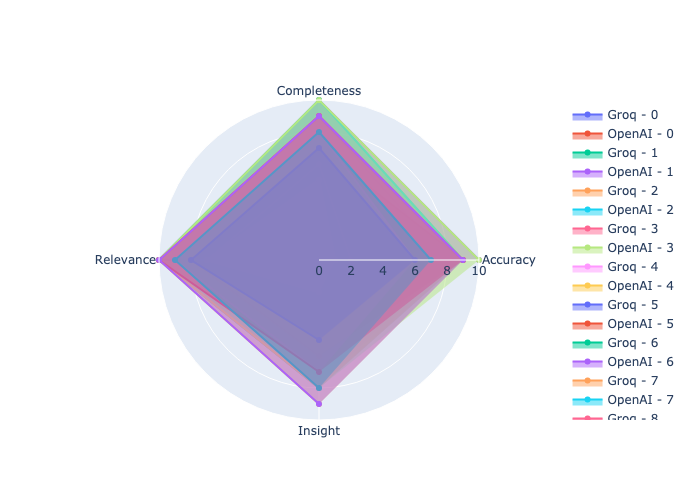 Completeness
Relevance
Accuracy
0 2 4 6 8 10
Insight
Groq - 0
OpenAI - 0
Groq - 1
OpenAI - 1
Groq - 2
OpenAI - 2
Groq - 3
OpenAI - 3
Groq - 4
OpenAI - 4
Groq - 5
OpenAI - 5
Groq - 6
OpenAI - 6
Groq - 7
OpenAI - 7
Groq - 8